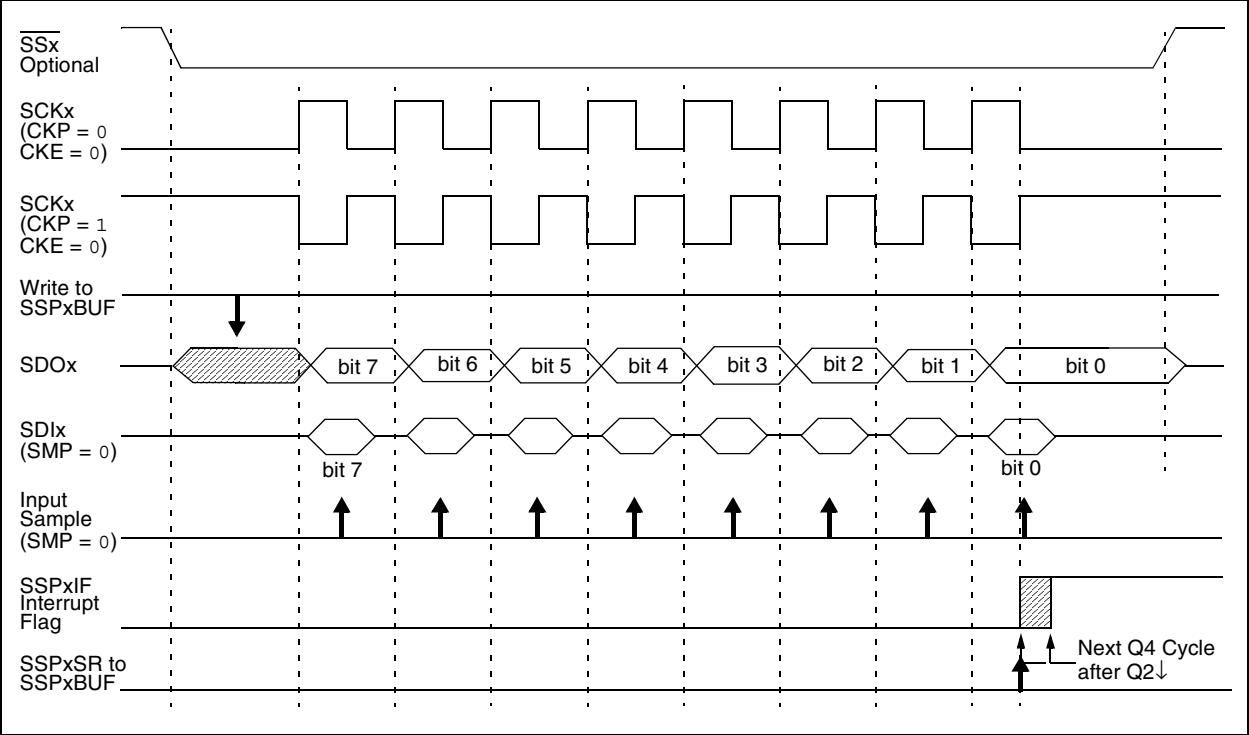 SSx
Optional
SCKx
(CKP = 0
CKE = 0)
SCKx
(CKP = 1
CKE = 0)
Write to
SSPxBUF
SDOx
bit 7 bit 6 bit 5 bit 4 bit 3 bit 2 bit 1 bit 0
SDIx
(SMP = 0)
bit 7 bit 0
Input
Sample
(SMP = 0)
SSPxIF
Interrupt
Flag
SSPxSR to
SSPxBUF
Next Q4 Cycle
after Q2↓